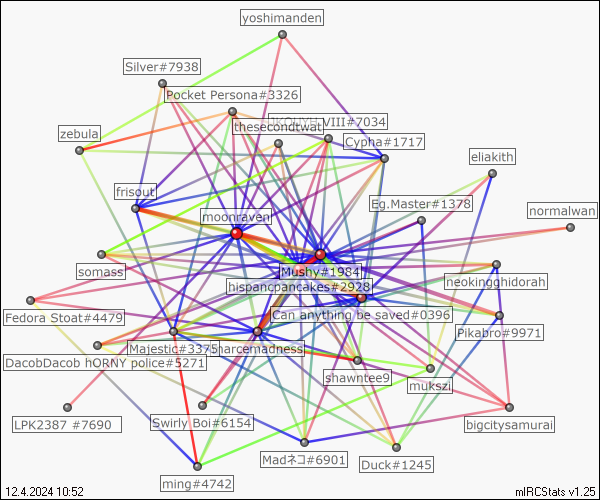 yoshimanden
Silver#7938
Pocket Persona#3326
VIII#7034
thesecondtwat
zebula
Cypha#1717
eliakith
frisout
Eg.Master#1378
moonraven
normalwan
somass
Mushy#1984
neokingghidorah
hispancpancakes#2928
Fedora Stoat#4479
Can anything be saved#0396
Pikabro#9971
Majestic#3375
harcemadness
DacobDacob hORNY police#5271
shawntee9
mukszi
LPK2387 #7690
Swirly Boi#6154
bigcitysamurai
Madネコ#6901
Duck#1245
ming#4742
12.4.2024 10:52
mIRCStats v1.25